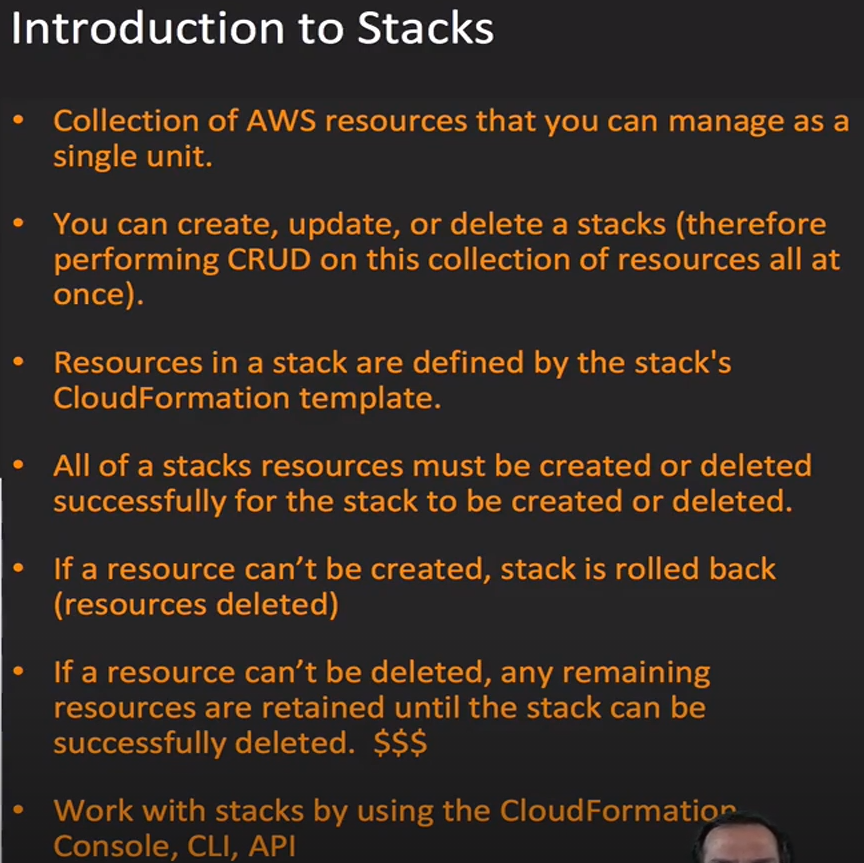 Introduction to Stacks
• Collection of AWS resources that you can manage as a
single unit.
• You can create, update, or delete a stacks (therefore
performing CRUD on this collection of resources all at
once).
• Resources in a stack are defined by the stack's
CloudFormation template.
• All of a stacks resources must be created or deleted
successfully for the stack to be created or deleted.
• If a resource can’t be created, stack is rolled back
(resources deleted)
• If a resource can’t be deleted, any remaining
resources are retained until the stack can be
successfully deleted.  $$$
• Work with stacks by using the CloudFormation
Console, CLI, API